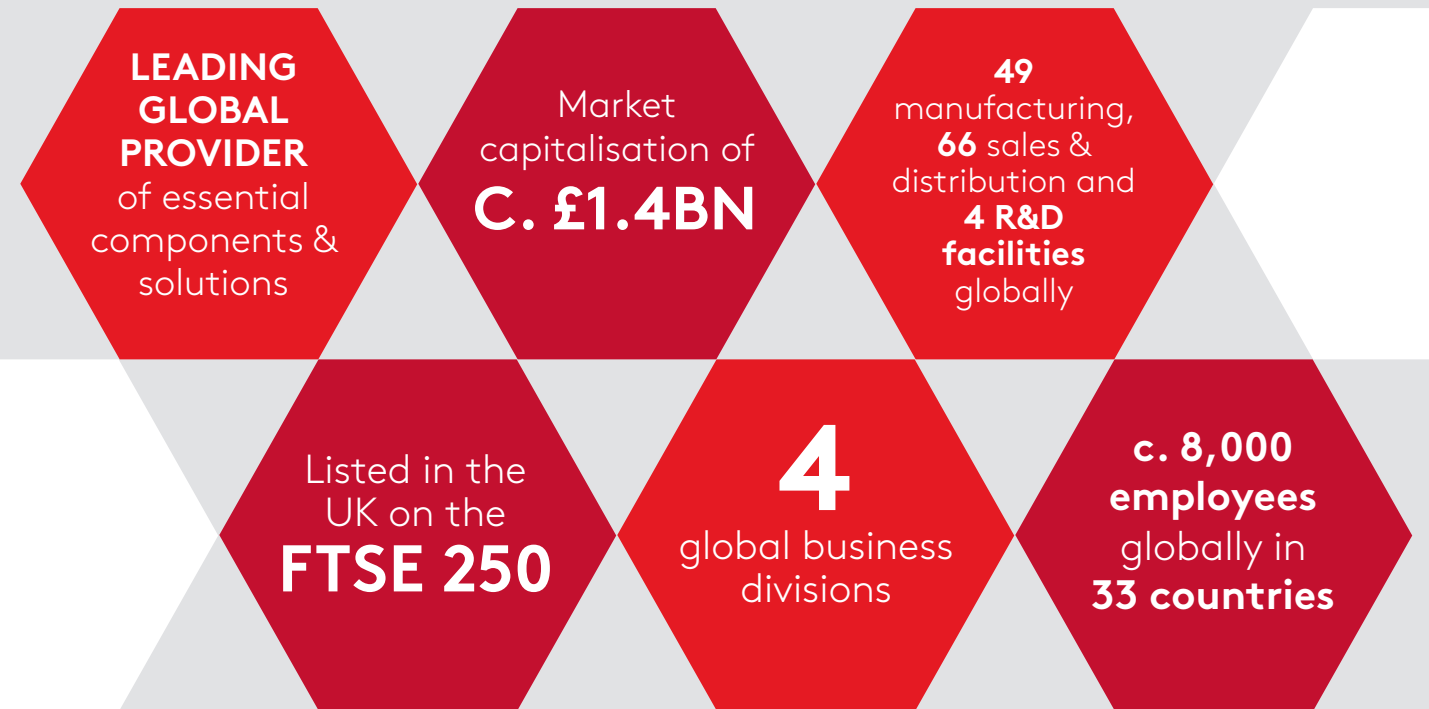 LEADING
GLOBAL
PROVIDER
of essential
components &
solutions
Market
capitalisation of
C. £1.4BN
49
manufacturing,
66 sales &
distribution and
4 R&D
facilities
globally
Listed in the
UK on the
FTSE 250
4
global business
divisions
c. 8,000
employees
globally in
33 countries